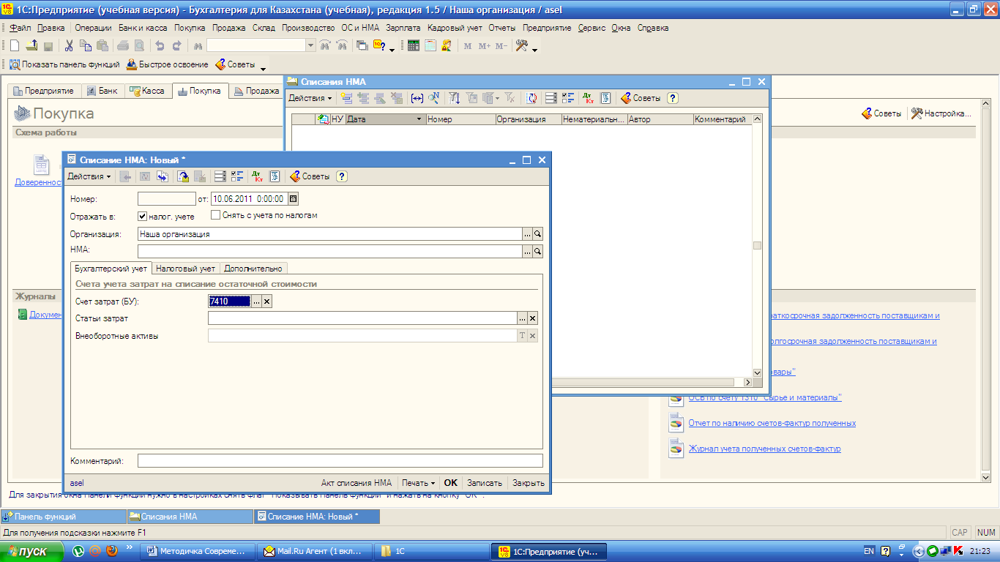 1С:Предприятие (учебная версия) - Бухгалтерия для Казахстана (учебная), редакция 1.5 / Наша организация / asel
Файл Правка Операции Банк и касса Покупка Продажа Склад Производство ОС и НМА Зарплата Кадровый учет Отчеты Предприятие Сервис Окна Справка
M M+ M-
Показать панель функций Быстрое освоение Советы
Предприятие Банк Касса Покупка Продажа
Покупка
Советы Настройка...
Схема работы
Доверенност
Журналы
Докумен
Списания НМА
Действия Советы
НУ Дата Номер Организация Нематериальн... Автор Комментарий
Списание НМА: Новый *
Действия Советы
Номер: от: 10.06.2011 0:00:00
Отражать в: налог. учете Снять с учета по налогам
Организация: Наша организация
НМА:
Бухгалтерский учет Налоговый учет Дополнительно
Счета учета затрат на списание остаточной стоимости
Счет затрат (БУ): 7410
Статьи затрат
Внеоборотные активы
Комментарий:
asel Акт списания НМА Печать OK Записать Закрыть
раткосрочная задолженность поставщикам и
олгосрочная задолженность поставщикам и
овары"
ОСВ по счету 1310 "Сырье и материалы"
Отчет по наличию счетов-фактур полученных
Журнал учета полученных счетов-фактур
Для закрытия окна Панели функций нужно в настройках снять флаг "Показывать Панель функций" и нажать на кнопку "ОК".
Панель функций Списания НМА Списание НМА: Новый *
Для получения подсказки нажмите F1 CAP NUM
пуск Методичка Совреме... Mail.Ru Агент (1 вкл... 1С 1С:Предприятие (уч... EN 21:23